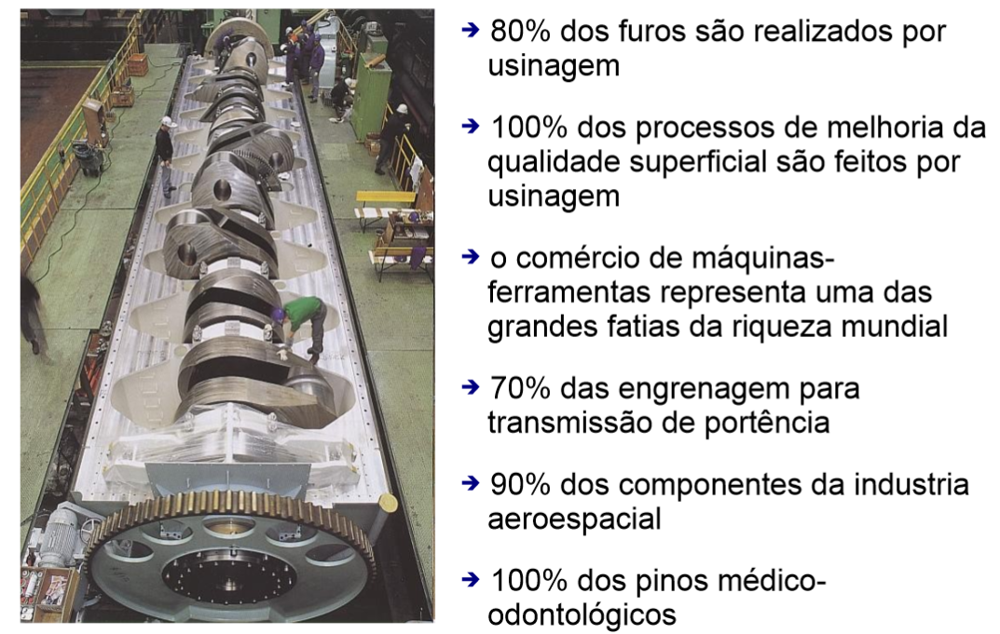 ➔ 80% dos furos são realizados por
usinagem
➔ 100% dos processos de melhoria da
qualidade superficial são feitos por
usinagem
➔ o comércio de máquinas-
ferramentas representa uma das
grandes fatias da riqueza mundial
➔ 70% das engrenagem para
transmissão de portência
➔ 90% dos componentes da industria
aeroespacial
➔ 100% dos pinos médico-
odontológicos